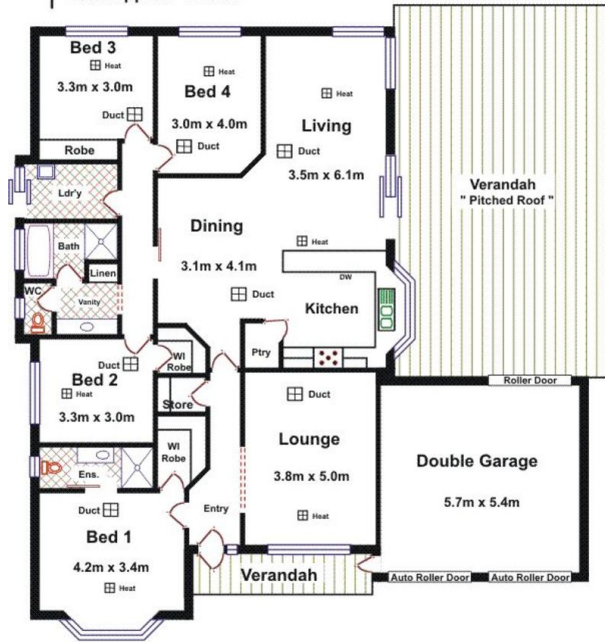 Bed 3
Heat
3.3m x 3.0m
Duct
Robe
Heat
Bed 4
3.0m x 4.0m
Duct
Heat
Living
Duct
3.5m x 6.1m
Verandah
" Pitched Roof "
Ldr'y
Bath
Linen
WC
Vanity
Dining
Heat
3.1m x 4.1m
Duct
DW
Kitchen
Ptry
WI
Robe
Duct
Bed 2
Heat
3.3m x 3.0m
Store
WI
Robe
Ens.
Duct
Lounge
3.8m x 5.0m
Heat
Roller Door
Double Garage
5.7m x 5.4m
Duct
Bed 1
4.2m x 3.4m
Heat
Entry
Verandah
Auto Roller Door
Auto Roller Door